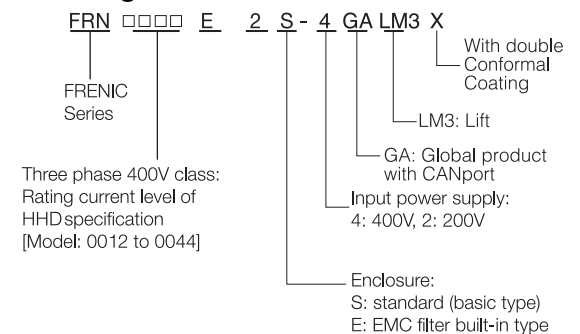 FRN □□□□ E 2 S - 4 GA LM3 X
With double
Conformal
Coating
FRENIC
Series
LM3: Lift
GA: Global product
with CANport
Three phase 400V class:
Rating current level of
HHD specification
[Model: 0012 to 0044]
Input power supply:
4: 400V, 2: 200V
Enclosure:
S: standard (basic type)
E: EMC filter built-in type